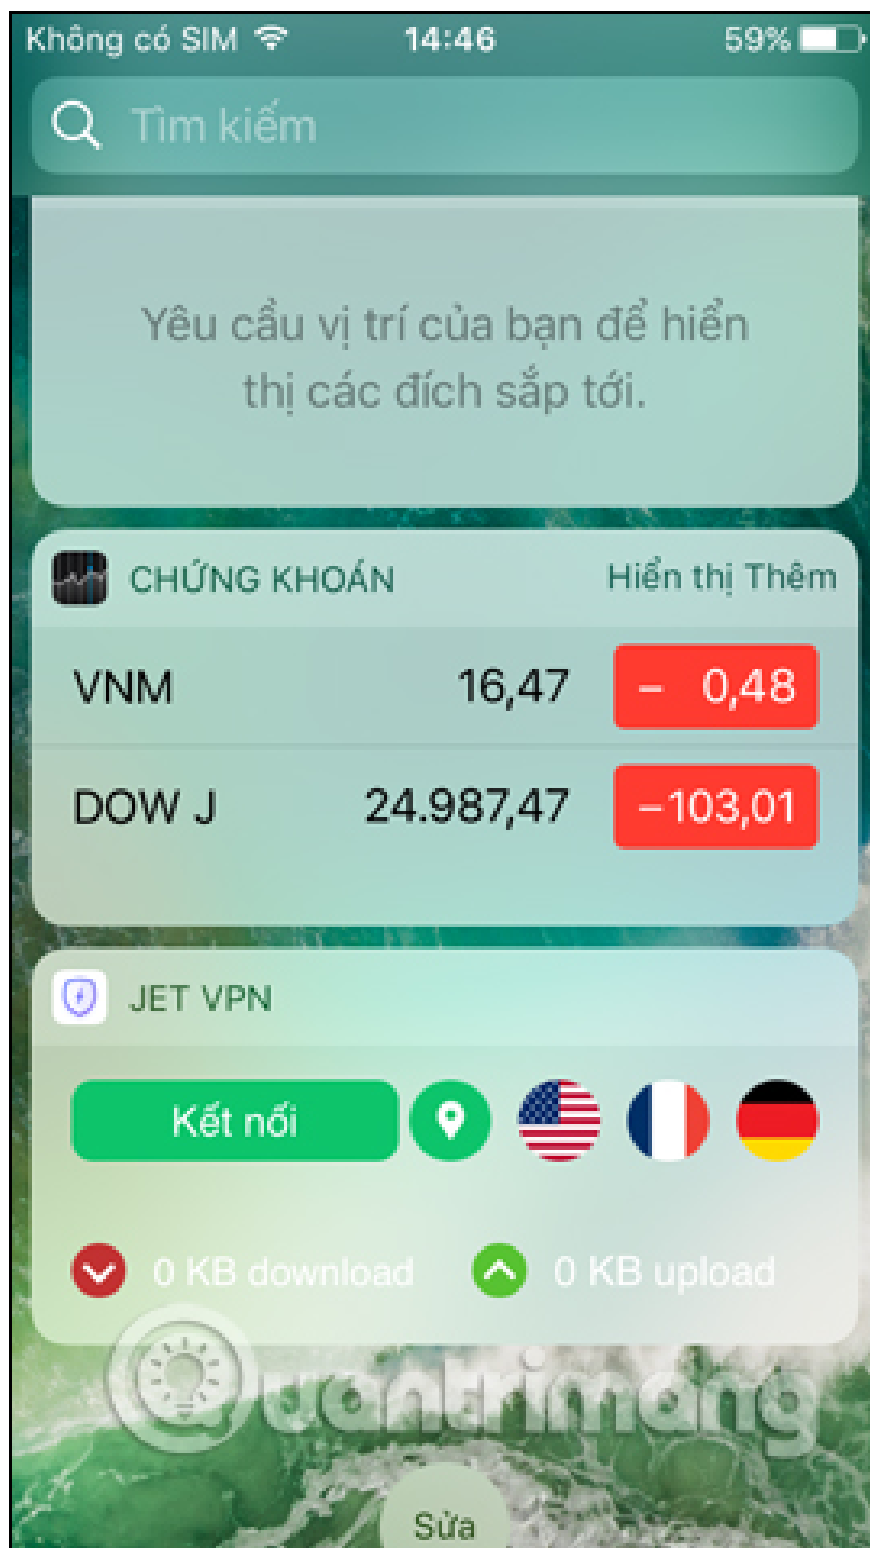 Không có SIM 14:46 59%
Tìm kiếm
Yêu cầu vị trí của bạn để hiển
thị các đích sắp tới.
CHỨNG KHOÁN Hiển thị Thêm
VNM 16,47 – 0,48
DOW J 24.987,47 –103,01
JET VPN
Kết nối
0 KB download 0 KB upload
Quantrimang
Sửa